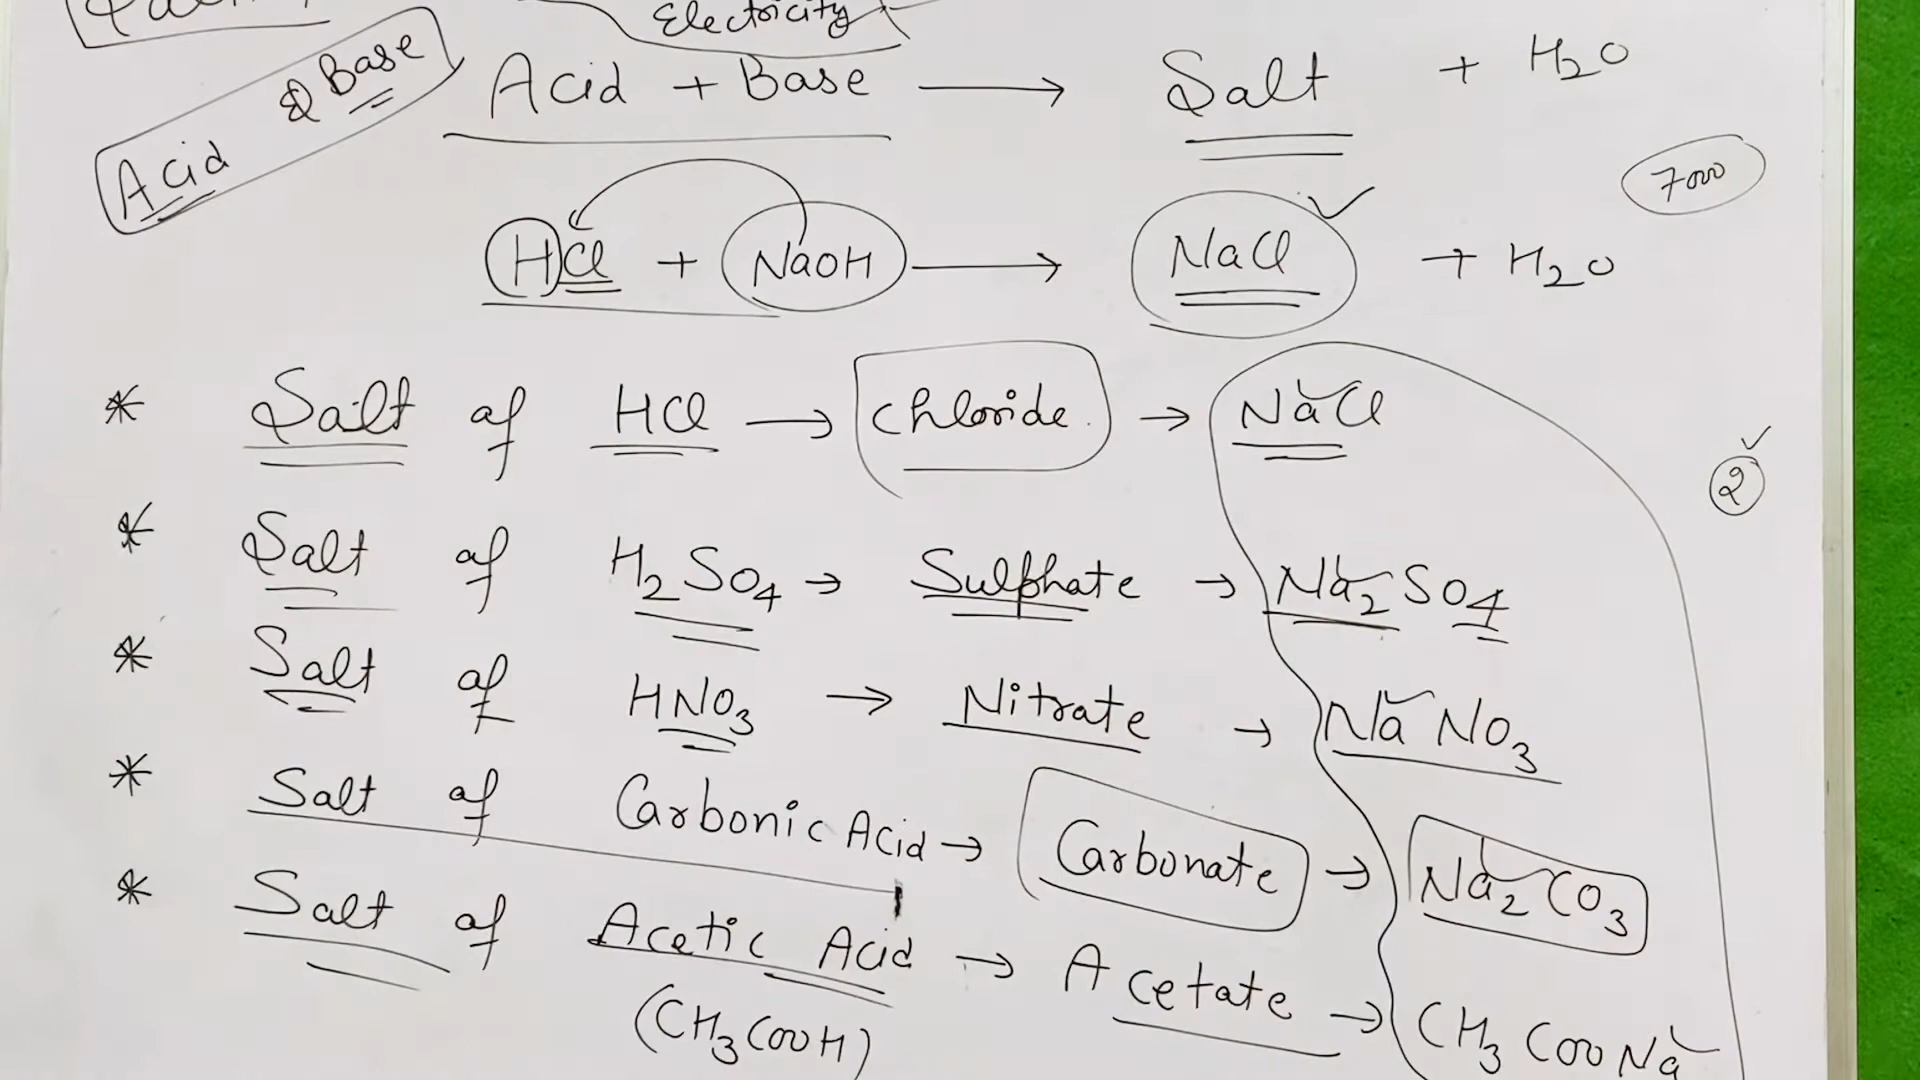 Electricity
Acid & Base
Acid + Base → Salt + H2O
7000
HCl + NaOH → NaCl + H2O
* Salt of HCl → Chloride → NaCl
2
* Salt of H2SO4 → Sulphate → Na2SO4
* Salt of HNO3 → Nitrate → NaNO3
* Salt of Carbonic Acid → Carbonate → Na2CO3
* Salt of Acetic Acid → Acetate → CH3COONa
(CH3COOH)